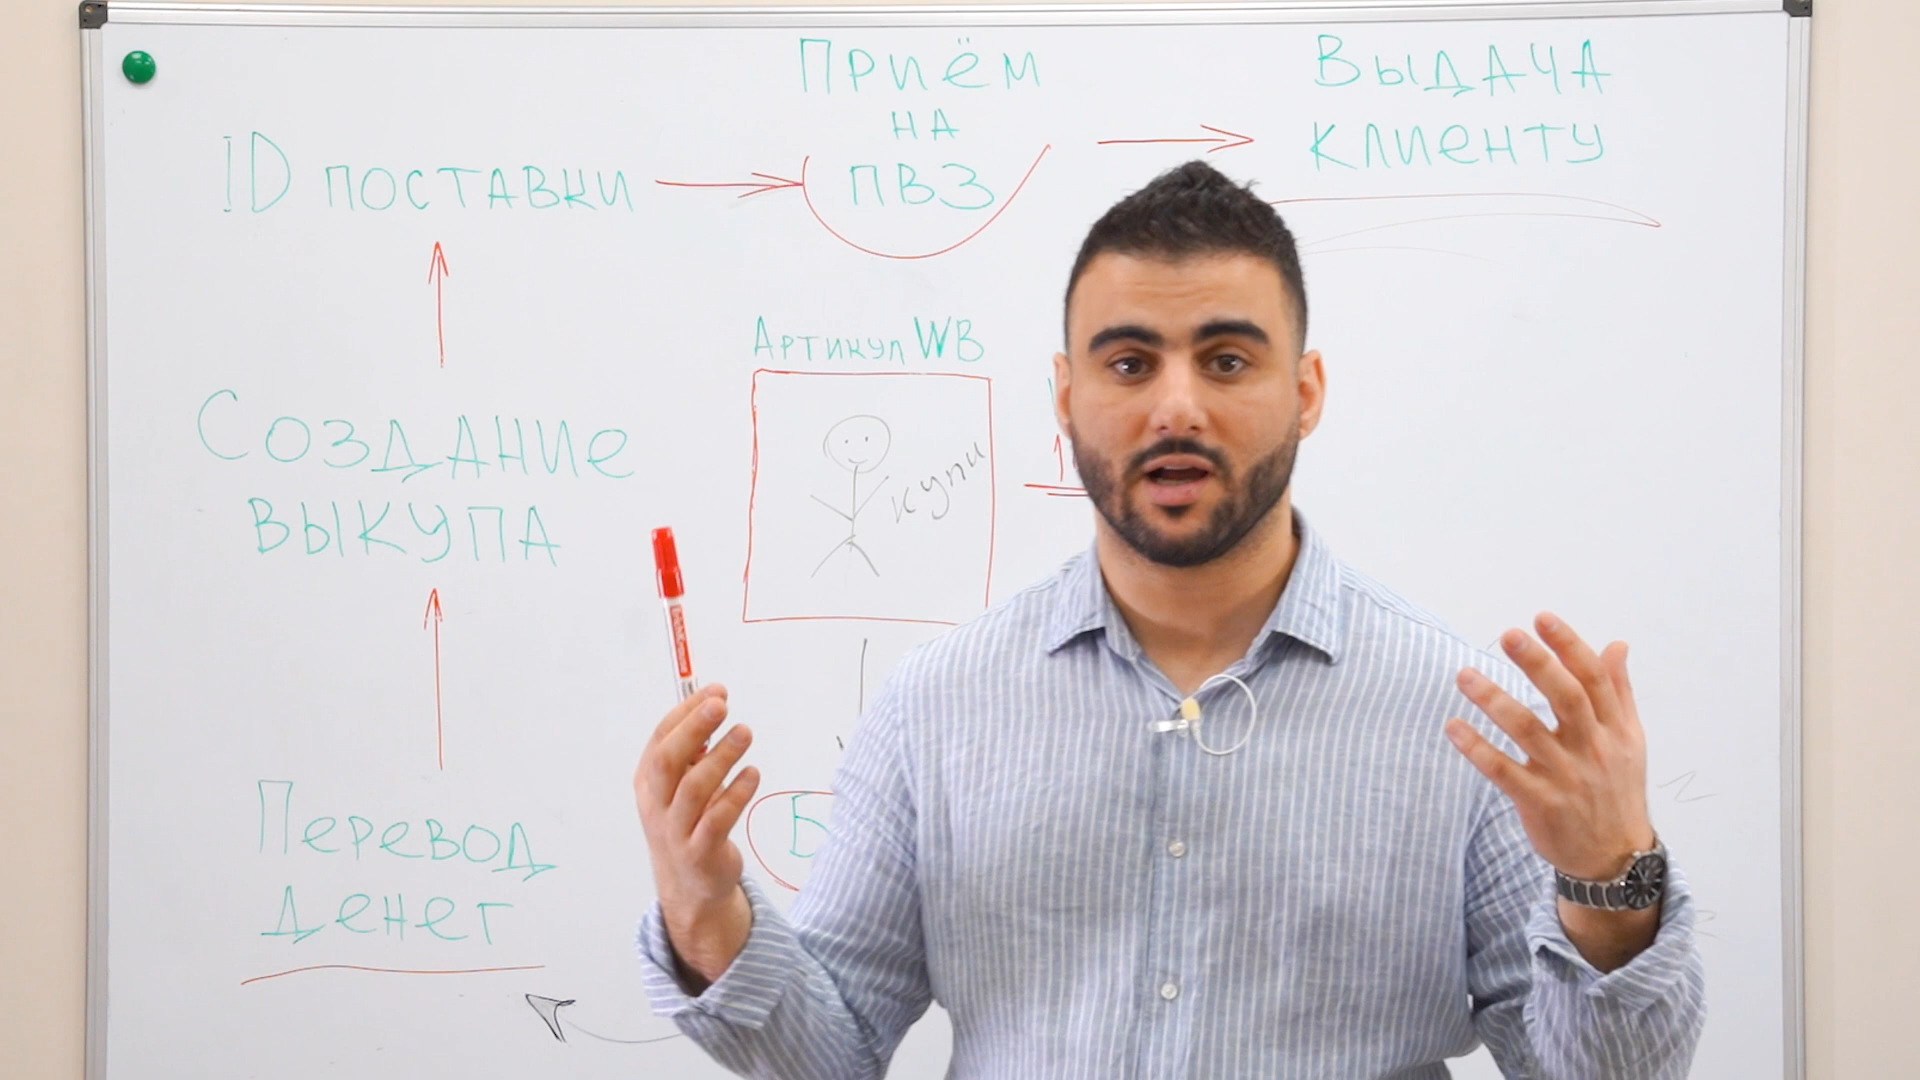 Приём
на
ПВЗ
Выдача
клиенту
ID поставки
Артикул WB
купи
Создание
выкупа
Перевод
денег